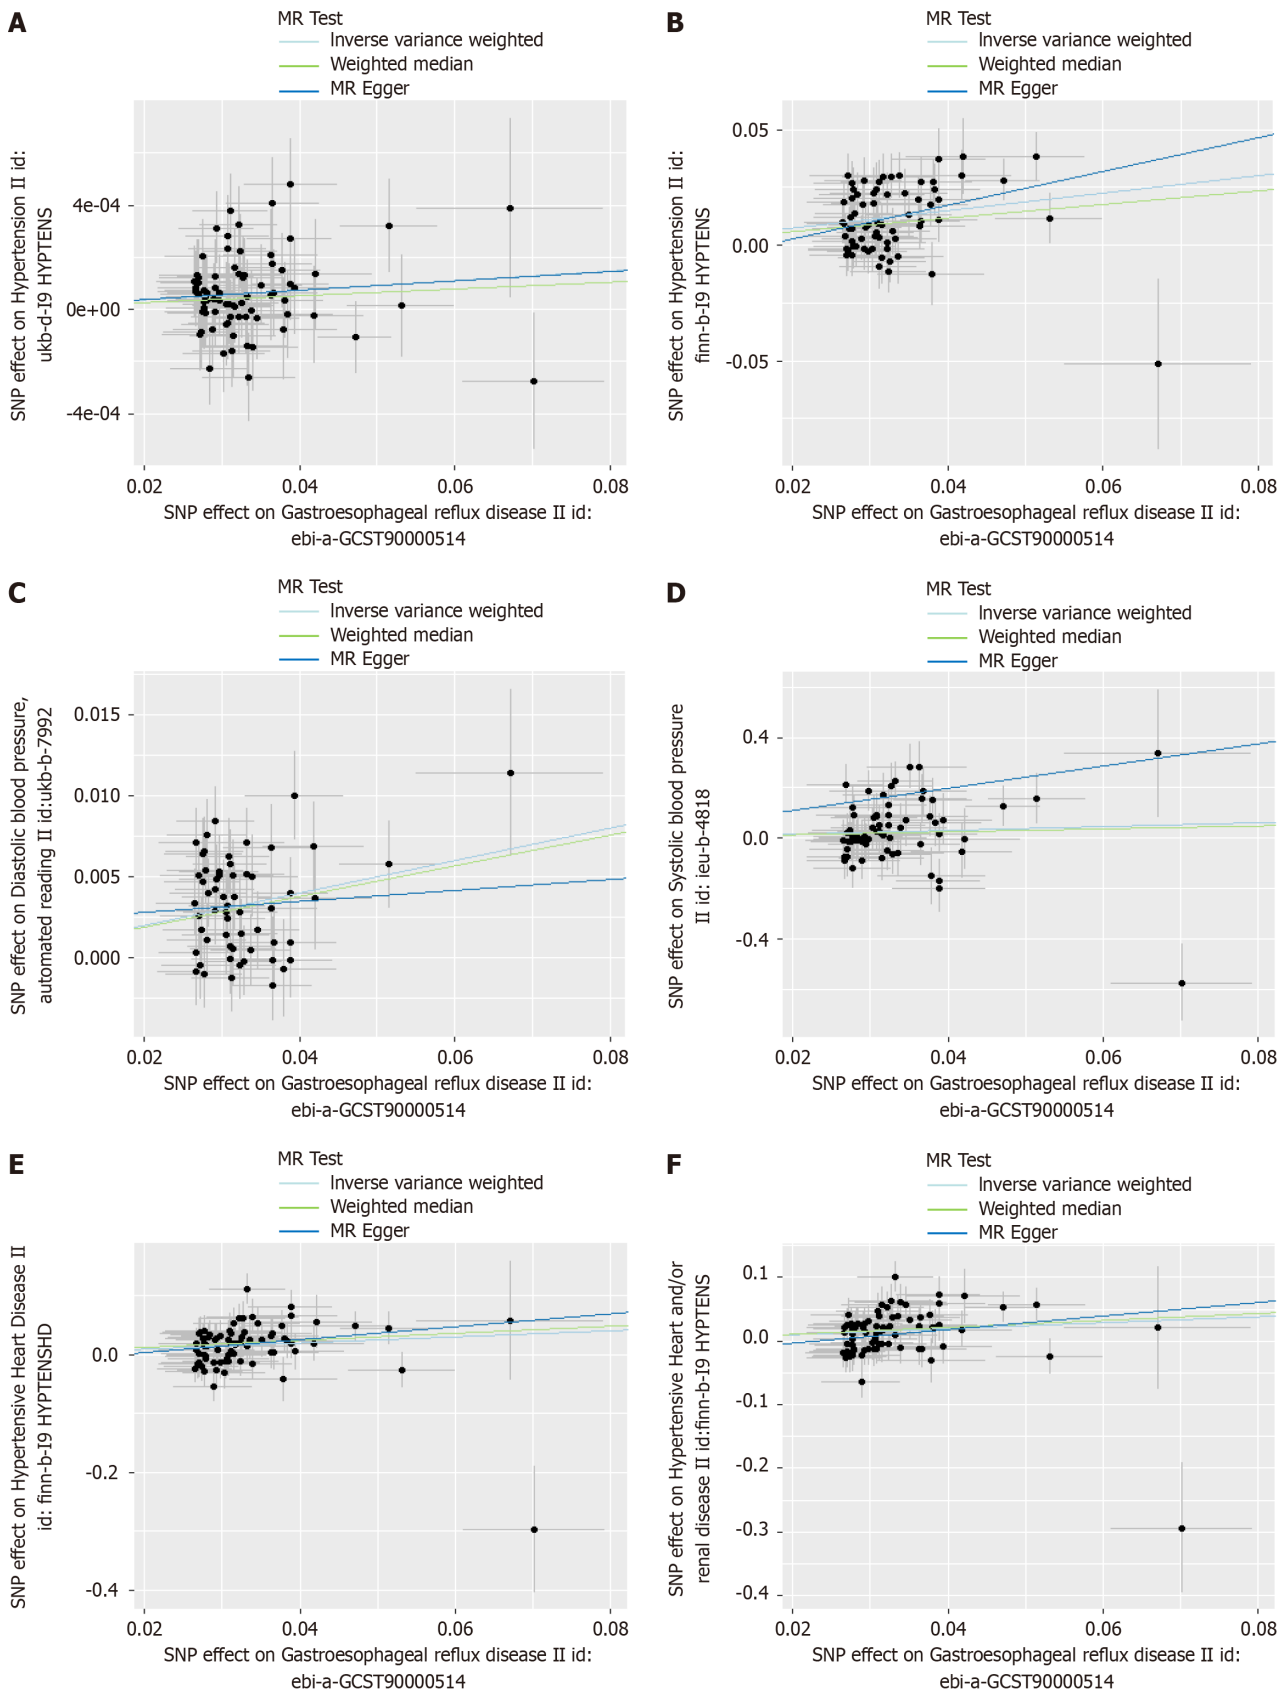 A
MR Test
Inverse variance weighted
Weighted median
MR Egger
SNP effect on Hypertension II id:
ukb-d-I9 HYPTENS
4e-04
0e+00
-4e-04
0.02
0.04
0.06
0.08
SNP effect on Gastroesophageal reflux disease II id:
ebi-a-GCST90000514
B
MR Test
Inverse variance weighted
Weighted median
MR Egger
SNP effect on Hypertension II id:
finn-b-I9 HYPTENS
0.05
0.00
-0.05
0.02
0.04
0.06
0.08
SNP effect on Gastroesophageal reflux disease II id:
ebi-a-GCST90000514
C
MR Test
Inverse variance weighted
Weighted median
MR Egger
SNP effect on Diastolic blood pressure,
automated reading II id:ukb-b-7992
0.015
0.010
0.005
0.000
0.02
0.04
0.06
0.08
SNP effect on Gastroesophageal reflux disease II id:
ebi-a-GCST90000514
D
MR Test
Inverse variance weighted
Weighted median
MR Egger
SNP effect on Systolic blood pressure
II id: ieu-b-4818
0.4
0.0
-0.4
0.02
0.04
0.06
0.08
SNP effect on Gastroesophageal reflux disease II id:
ebi-a-GCST90000514
E
MR Test
Inverse variance weighted
Weighted median
MR Egger
SNP effect on Hypertensive Heart Disease II
id: finn-b-I9 HYPTENSHD
0.0
-0.2
-0.4
0.02
0.04
0.06
0.08
SNP effect on Gastroesophageal reflux disease II id:
ebi-a-GCST90000514
F
MR Test
Inverse variance weighted
Weighted median
MR Egger
SNP effect on Hypertensive Heart and/or
renal disease II id:finn-b-I9 HYPTENS
0.1
0.0
-0.1
-0.2
-0.3
-0.4
0.02
0.04
0.06
0.08
SNP effect on Gastroesophageal reflux disease II id:
ebi-a-GCST90000514